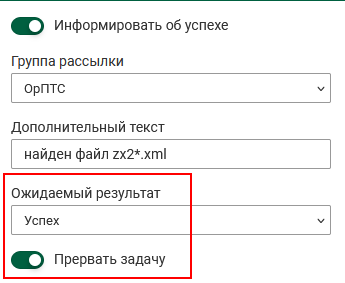 Информировать об успехе
Группа рассылки
ОрПТС
Дополнительный текст
найден файл zx2*.xml
Ожидаемый результат
Успех
Прервать задачу